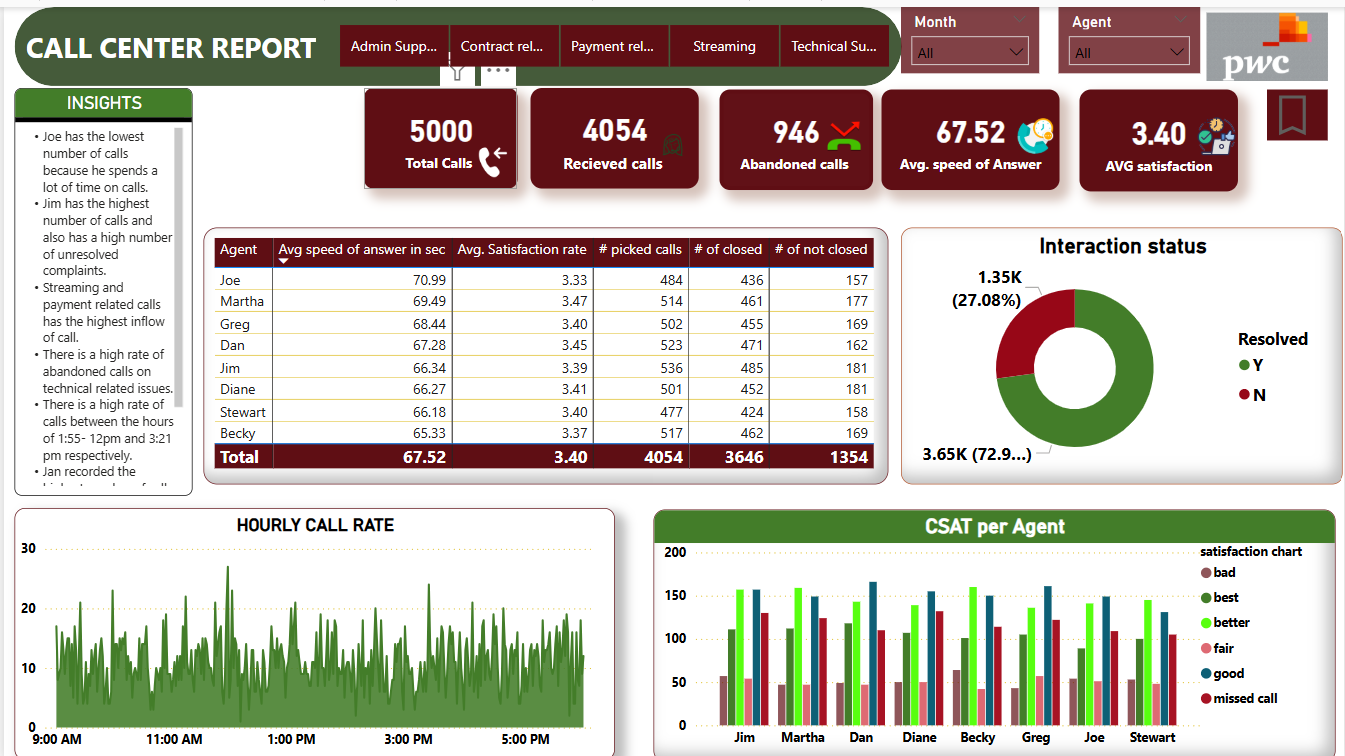 CALL CENTER REPORT
Admin Supp...
Contract rel...
Payment rel...
Streaming
Technical Su...
Month
All
Agent
All
pwc
INSIGHTS
• Joe has the lowest
number of calls
because he spends a
lot of time on calls.
• Jim has the highest
number of calls and
also has a high number
of unresolved
complaints.
• Streaming and
payment related calls
has the highest inflow
of call.
• There is a high rate of
abandoned calls on
technical related issues.
• There is a high rate of
calls between the hours
of 1:55- 12pm and 3:21
pm respectively.
• Jan recorded the
5000
Total Calls
4054
Recieved calls
946
Abandoned calls
67.52
Avg. speed of Answer
3.40
AVG satisfaction
Agent Avg speed of answer in sec Avg. Satisfaction rate # picked calls # of closed # of not closed
Joe 70.99 3.33 484 436 157
Martha 69.49 3.47 514 461 177
Greg 68.44 3.40 502 455 169
Dan 67.28 3.45 523 471 162
Jim 66.34 3.39 536 485 181
Diane 66.27 3.41 501 452 181
Stewart 66.18 3.40 477 424 158
Becky 65.33 3.37 517 462 169
Total 67.52 3.40 4054 3646 1354
Interaction status
1.35K
(27.08%)
3.65K (72.9...)
Resolved
Y
N
HOURLY CALL RATE
30
20
10
0
9:00 AM 11:00 AM 1:00 PM 3:00 PM 5:00 PM
CSAT per Agent
200
150
100
50
0
Jim Martha Dan Diane Becky Greg Joe Stewart
satisfaction chart
bad
best
better
fair
good
missed call